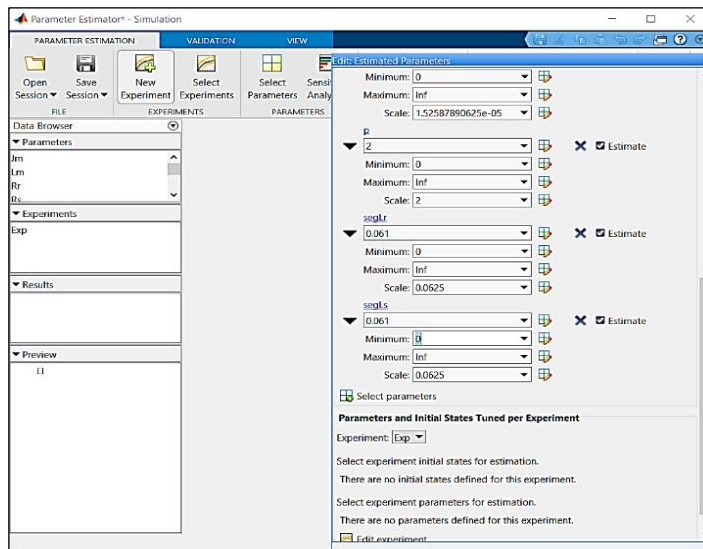 Parameter Estimator* - Simulation
PARAMETER ESTIMATION VALIDATION VIEW
Open Session
Save Session
New Experiment
Select Experiments
Select Parameters
Sensi
Analy
FILE EXPERIMENTS PARAMETERS
Data Browser
Parameters
Jm
Lm
Rr
Rs
Experiments
Exp
Results
Preview
[]
Edit: Estimated Parameters
Minimum: 0
Maximum: Inf
Scale: 1.52587890625e-05
p
2 Estimate
Minimum: 0
Maximum: Inf
Scale: 2
segLr
0.061 Estimate
Minimum: 0
Maximum: Inf
Scale: 0.0625
segLs
0.061 Estimate
Minimum: 0
Maximum: Inf
Scale: 0.0625
Select parameters
Parameters and Initial States Tuned per Experiment
Experiment: Exp
Select experiment initial states for estimation.
There are no initial states defined for this experiment.
Select experiment parameters for estimation.
There are no parameters defined for this experiment.
Edit experiment